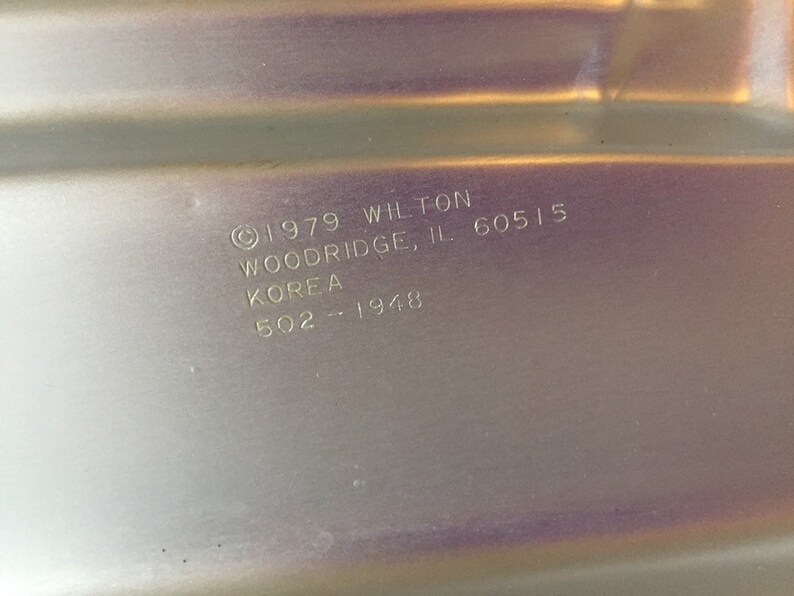 ©1979 WILTON
WOODRIDGE, IL 60515
KOREA
502-1948